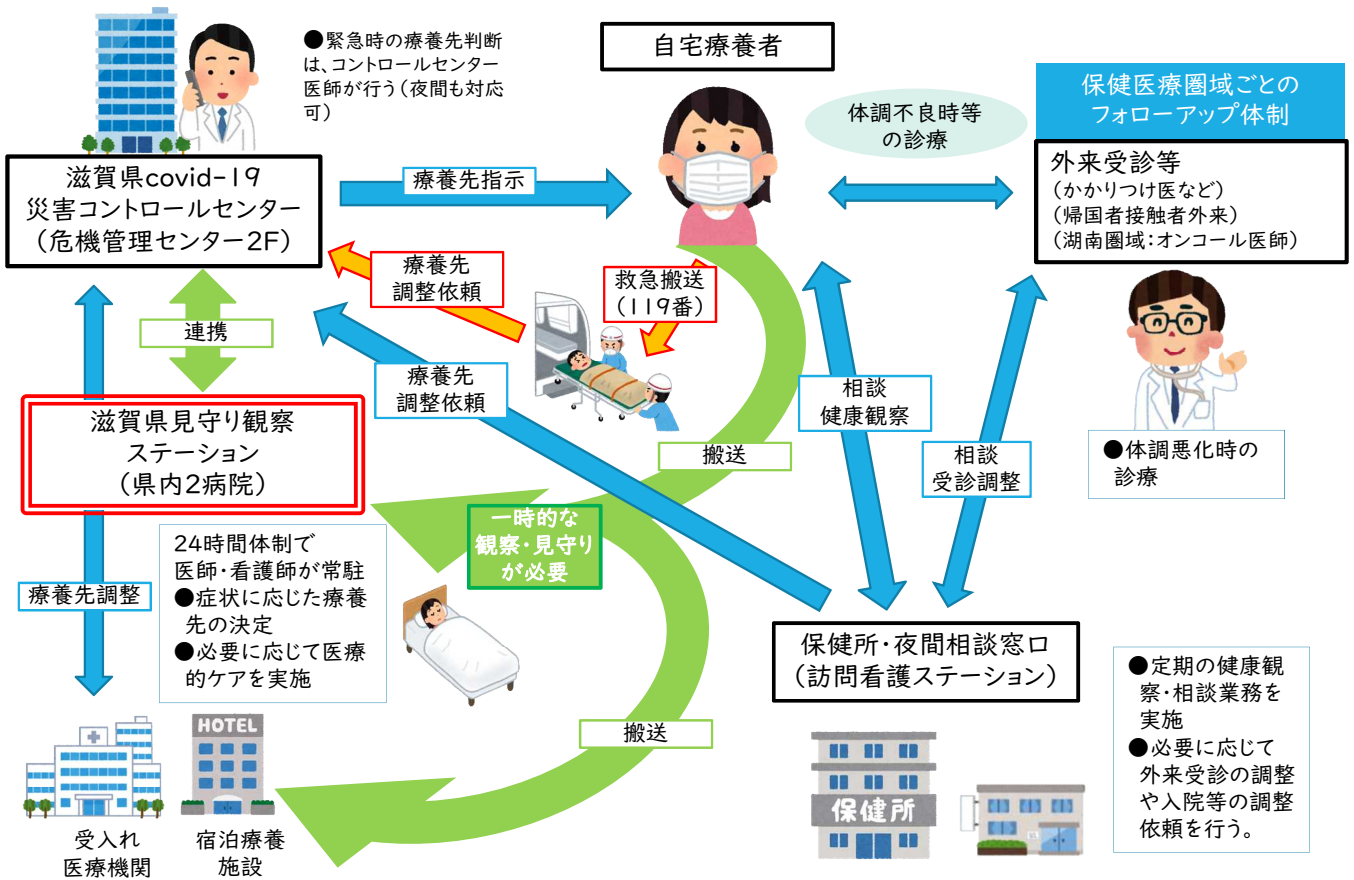 ●緊急時の療養先判断
は、コントロールセンター
医師が行う(夜間も対応
可)
自宅療養者
体調不良時等
の診療
保健医療圏域ごとの
フォローアップ体制
外来受診等
(かかりつけ医など)
(帰国者接触者外来)
(湖南圏域:オンコール医師)
滋賀県covid-19
災害コントロールセンター
(危機管理センター2F)
療養先指示
療養先
調整依頼
救急搬送
(119番)
連携
療養先
調整依頼
相談
健康観察
相談
受診調整
●体調悪化時の
診療
滋賀県見守り観察
ステーション
(県内2病院)
搬送
一時的な
観察・見守り
が必要
24時間体制で
医師・看護師が常駐
●症状に応じた療養
先の決定
●必要に応じて医療
的ケアを実施
療養先調整
保健所・夜間相談窓口
(訪問看護ステーション)
●定期の健康観
察・相談業務を
実施
●必要に応じて
外来受診の調整
や入院等の調整
依頼を行う。
搬送
HOTEL
保健所
受入れ
医療機関
宿泊療養
施設